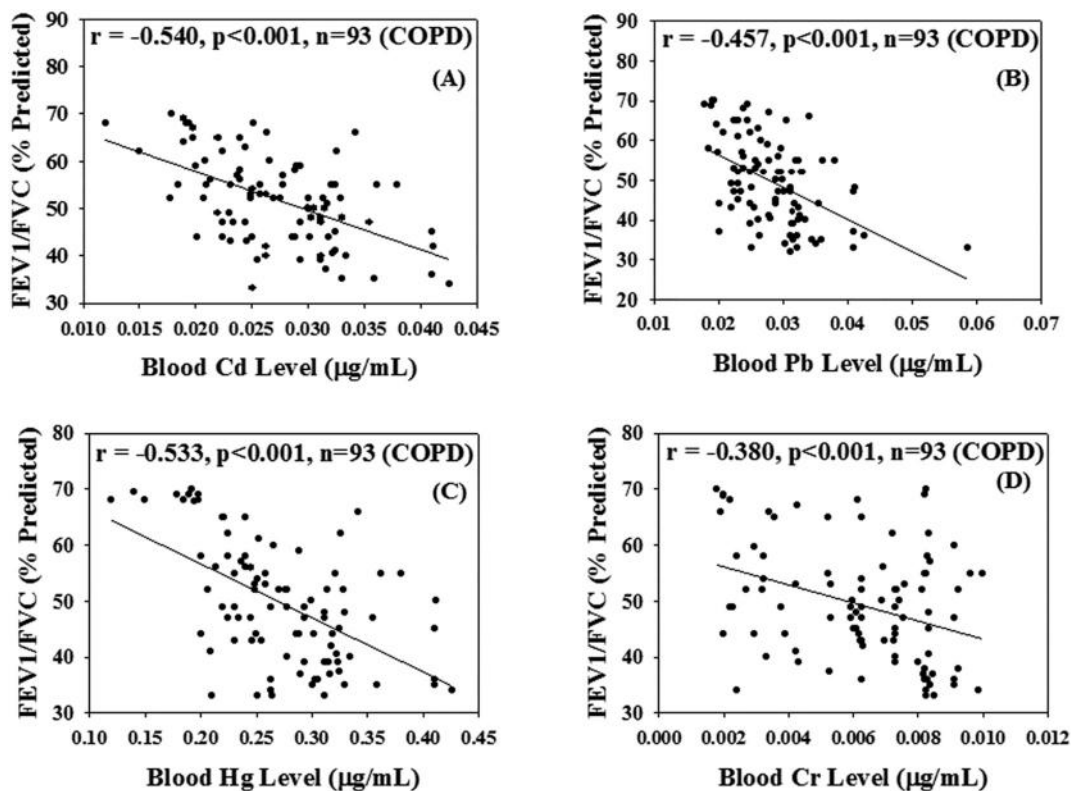 r = -0.540, p<0.001, n=93 (COPD)
(A)
FEV1/FVC (% Predicted)
90
80
70
60
50
40
30
0.010 0.015 0.020 0.025 0.030 0.035 0.040 0.045
Blood Cd Level (µg/mL)
r = -0.457, p<0.001, n=93 (COPD)
(B)
FEV1/FVC (% Predicted)
90
80
70
60
50
40
30
20
0.01 0.02 0.03 0.04 0.05 0.06 0.07
Blood Pb Level (µg/mL)
r = -0.533, p<0.001, n=93 (COPD)
(C)
FEV1/FVC (% Predicted)
80
70
60
50
40
30
0.10 0.15 0.20 0.25 0.30 0.35 0.40 0.45
Blood Hg Level (µg/mL)
r = -0.380, p<0.001, n=93 (COPD)
(D)
FEV1/FVC (% Predicted)
80
70
60
50
40
30
0.000 0.002 0.004 0.006 0.008 0.010 0.012
Blood Cr Level (µg/mL)